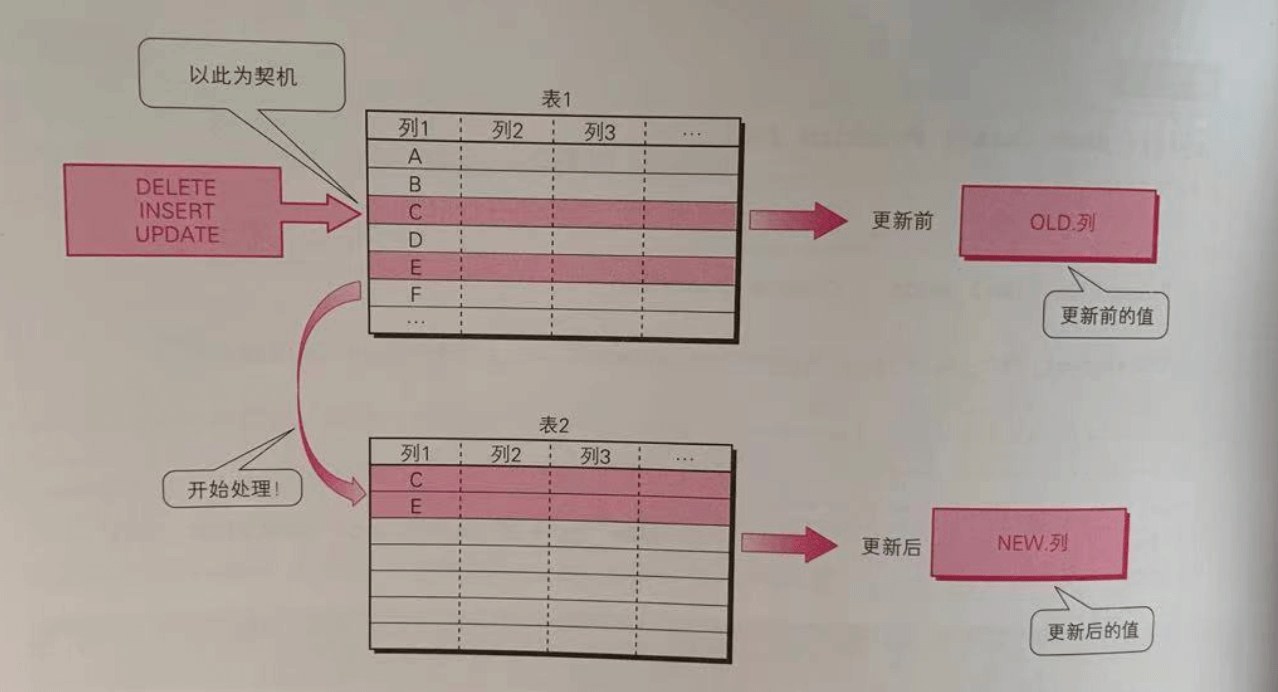 以此为契机
表1
列1 列2 列3 …
A
B
C
D
E
F
…
DELETE
INSERT
UPDATE
更新前
OLD.列
更新前的值
开始处理!
表2
列1 列2 列3 …
C
E
更新后
NEW.列
更新后的值